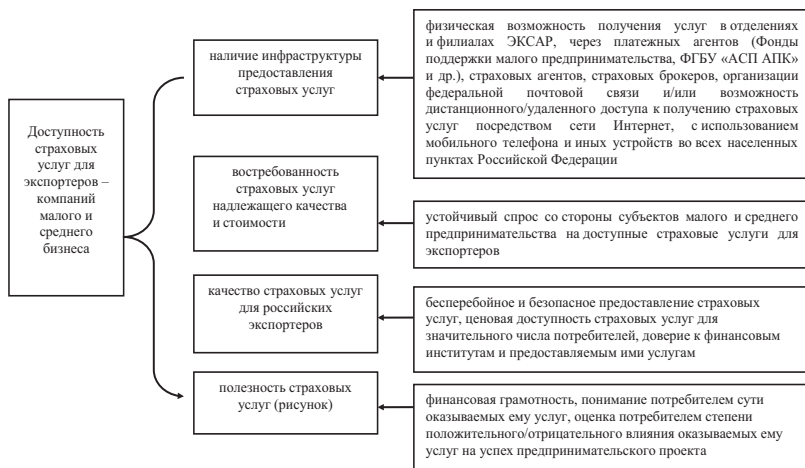 Доступность
страховых
услуг для
экспортеров –
компаний
малого и
среднего
бизнеса
наличие инфраструктуры
предоставления
страховых услуг
физическая возможность получения услуг в отделениях
и филиалах ЭКСАР, через платежных агентов (Фонды
поддержки малого предпринимательства, ФГБУ «АСП АПК»
и др.), страховых агентов, страховых брокеров, организации
федеральной почтовой связи и/или возможность
дистанционного/удаленного доступа к получению страховых
услуг посредством сети Интернет, с использованием
мобильного телефона и иных устройств во всех населенных
пунктах Российской Федерации
востребованность
страховых услуг
надлежащего качества
и стоимости
устойчивый спрос со стороны субъектов малого и среднего
предпринимательства на доступные страховые услуги для
экспортеров
качество страховых услуг
для российских
экспортеров
бесперебойное и безопасное предоставление страховых
услуг, ценовая доступность страховых услуг для
значительного числа потребителей, доверие к финансовым
институтам и предоставляемым ими услугам
полезность страховых
услуг (рисунок)
финансовая грамотность, понимание потребителем сути
оказываемых ему услуг, оценка потребителем степени
положительного/отрицательного влияния оказываемых ему
услуг на успех предпринимательского проекта